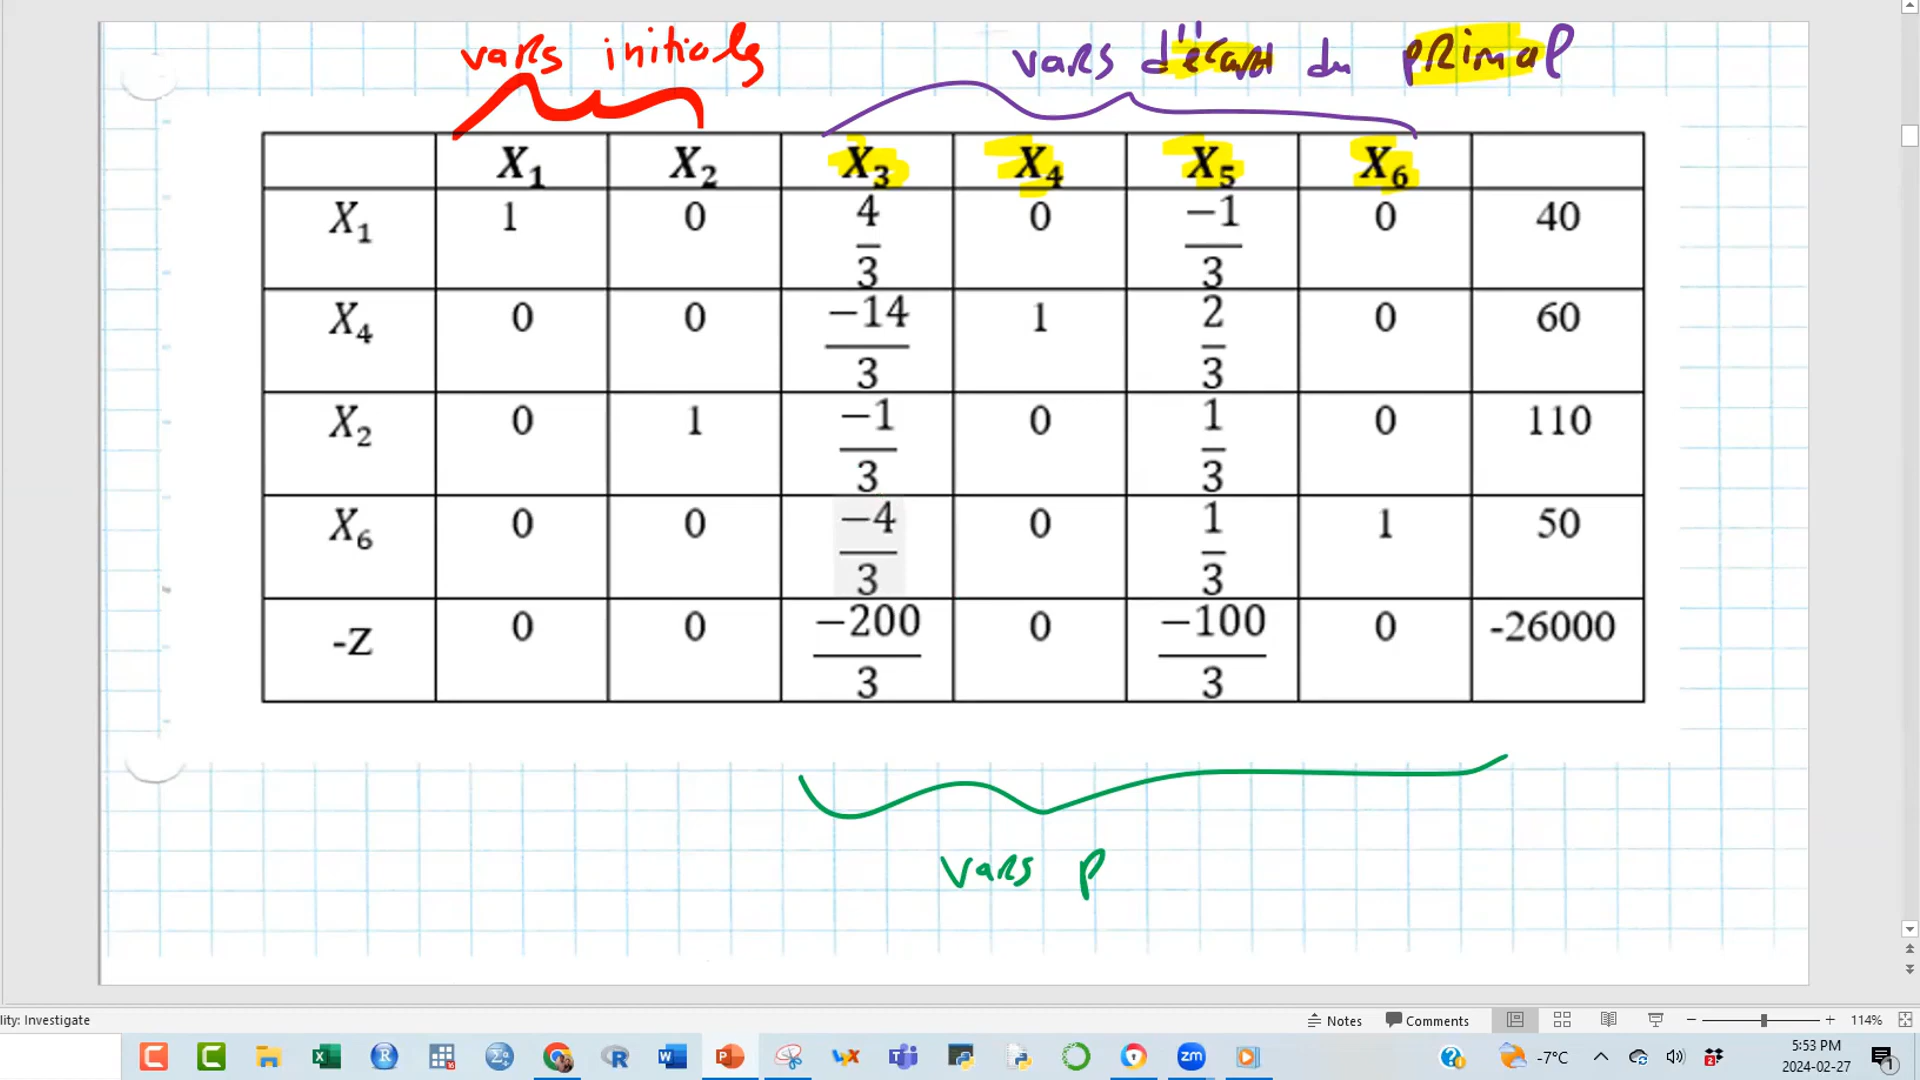 vars initiales vars d'écart du primal
X₁ X₂ X₃ X₄ X₅ X₆
X₁ 1 0 4/3 0 −1/3 0 40
X₄ 0 0 −14/3 1 2/3 0 60
X₂ 0 1 −1/3 0 1/3 0 110
X₆ 0 0 −4/3 0 1/3 1 50
-Z 0 0 −200/3 0 −100/3 0 -26000
vars p
lity: Investigate Notes Comments 114%
-7°C 5:53 PM
2024-02-27